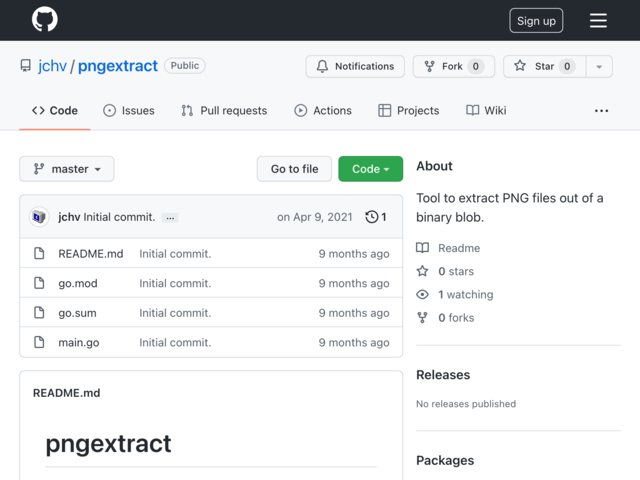 Sign up
jchv / pngextract Public
Notifications Fork 0 Star 0
Code Issues Pull requests Actions Projects Wiki ...
master Go to file Code
jchv Initial commit. ... on Apr 9, 2021 1
README.md Initial commit. 9 months ago
go.mod Initial commit. 9 months ago
go.sum Initial commit. 9 months ago
main.go Initial commit. 9 months ago
README.md
pngextract
About
Tool to extract PNG files out of a
binary blob.
Readme
0 stars
1 watching
0 forks
Releases
No releases published
Packages